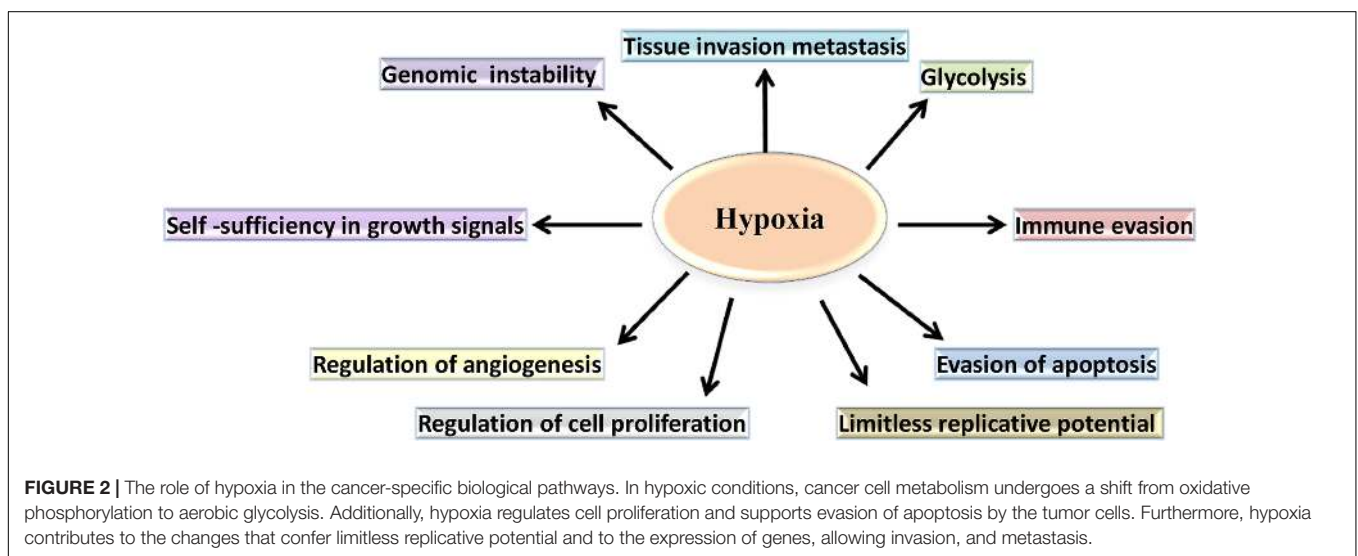 Tissue invasion metastasis
Genomic  instability
Glycolysis
Self -sufficiency in growth signals
Hypoxia
Immune evasion
Regulation of angiogenesis
Evasion of apoptosis
Regulation of cell proliferation
Limitless replicative potential
FIGURE 2 | The role of hypoxia in the cancer-specific biological pathways. In hypoxic conditions, cancer cell metabolism undergoes a shift from oxidative
phosphorylation to aerobic glycolysis. Additionally, hypoxia regulates cell proliferation and supports evasion of apoptosis by the tumor cells. Furthermore, hypoxia
contributes to the changes that confer limitless replicative potential and to the expression of genes, allowing invasion, and metastasis.